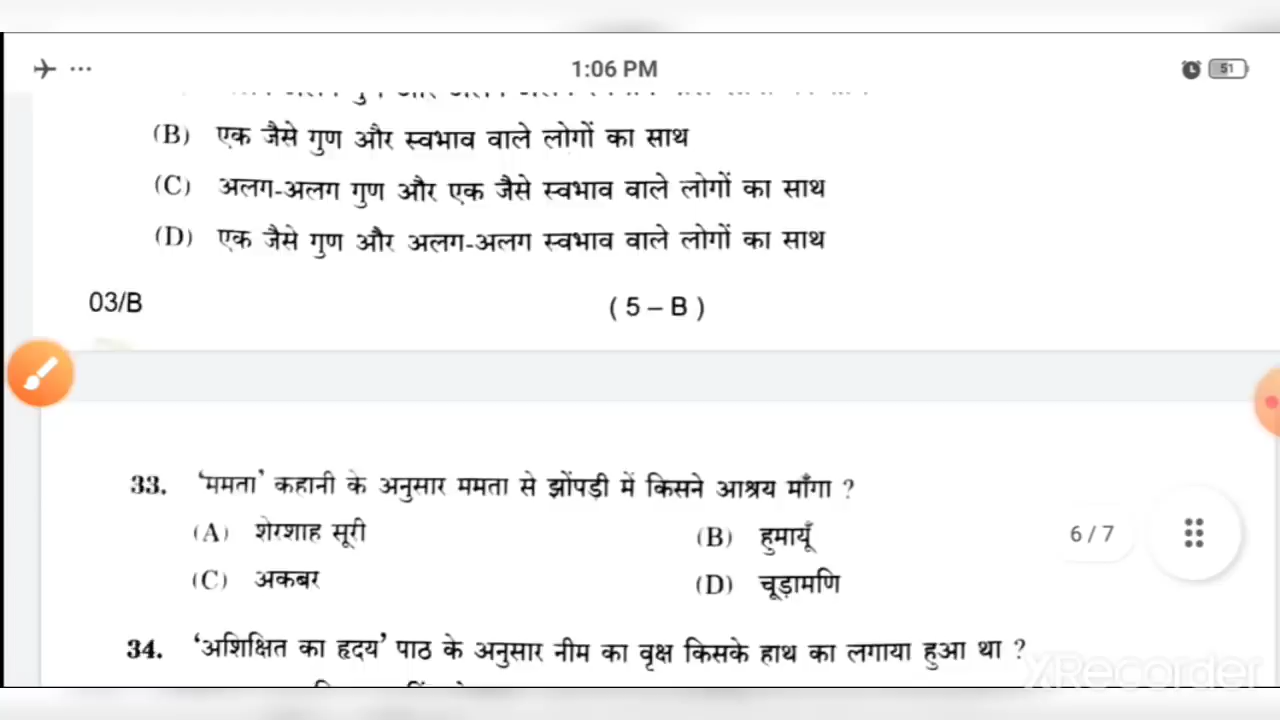 1:06 PM
51
(B) एक जैसे गुण और स्वभाव वाले लोगों का साथ
(C) अलग-अलग गुण और एक जैसे स्वभाव वाले लोगों का साथ
(D) एक जैसे गुण और अलग-अलग स्वभाव वाले लोगों का साथ
03/B ( 5 – B )
33. 'ममता' कहानी के अनुसार ममता से झोंपड़ी में किसने आश्रय माँगा ?
(A) शेरशाह सूरी (B) हुमायूँ
6 / 7
(C) अकबर (D) चूड़ामणि
34. 'अशिक्षित का हृदय' पाठ के अनुसार नीम का वृक्ष किसके हाथ का लगाया हुआ था ?
XRecorder